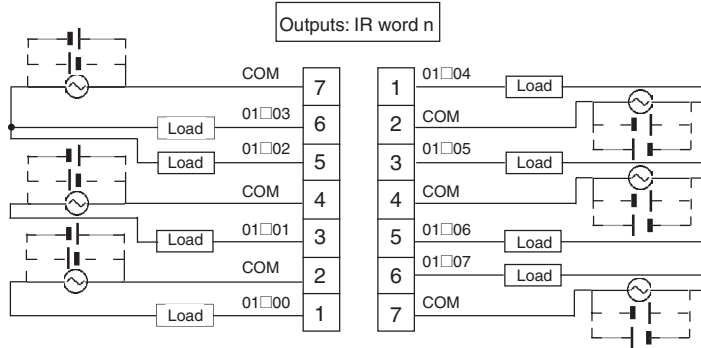 Outputs: IR word n
COM 7
Load 01□03 6
Load 01□02 5
COM 4
Load 01□01 3
COM 2
Load 01□00 1
1 01□04 Load
2 COM
3 01□05 Load
4 COM
5 01□06 Load
6 01□07 Load
7 COM